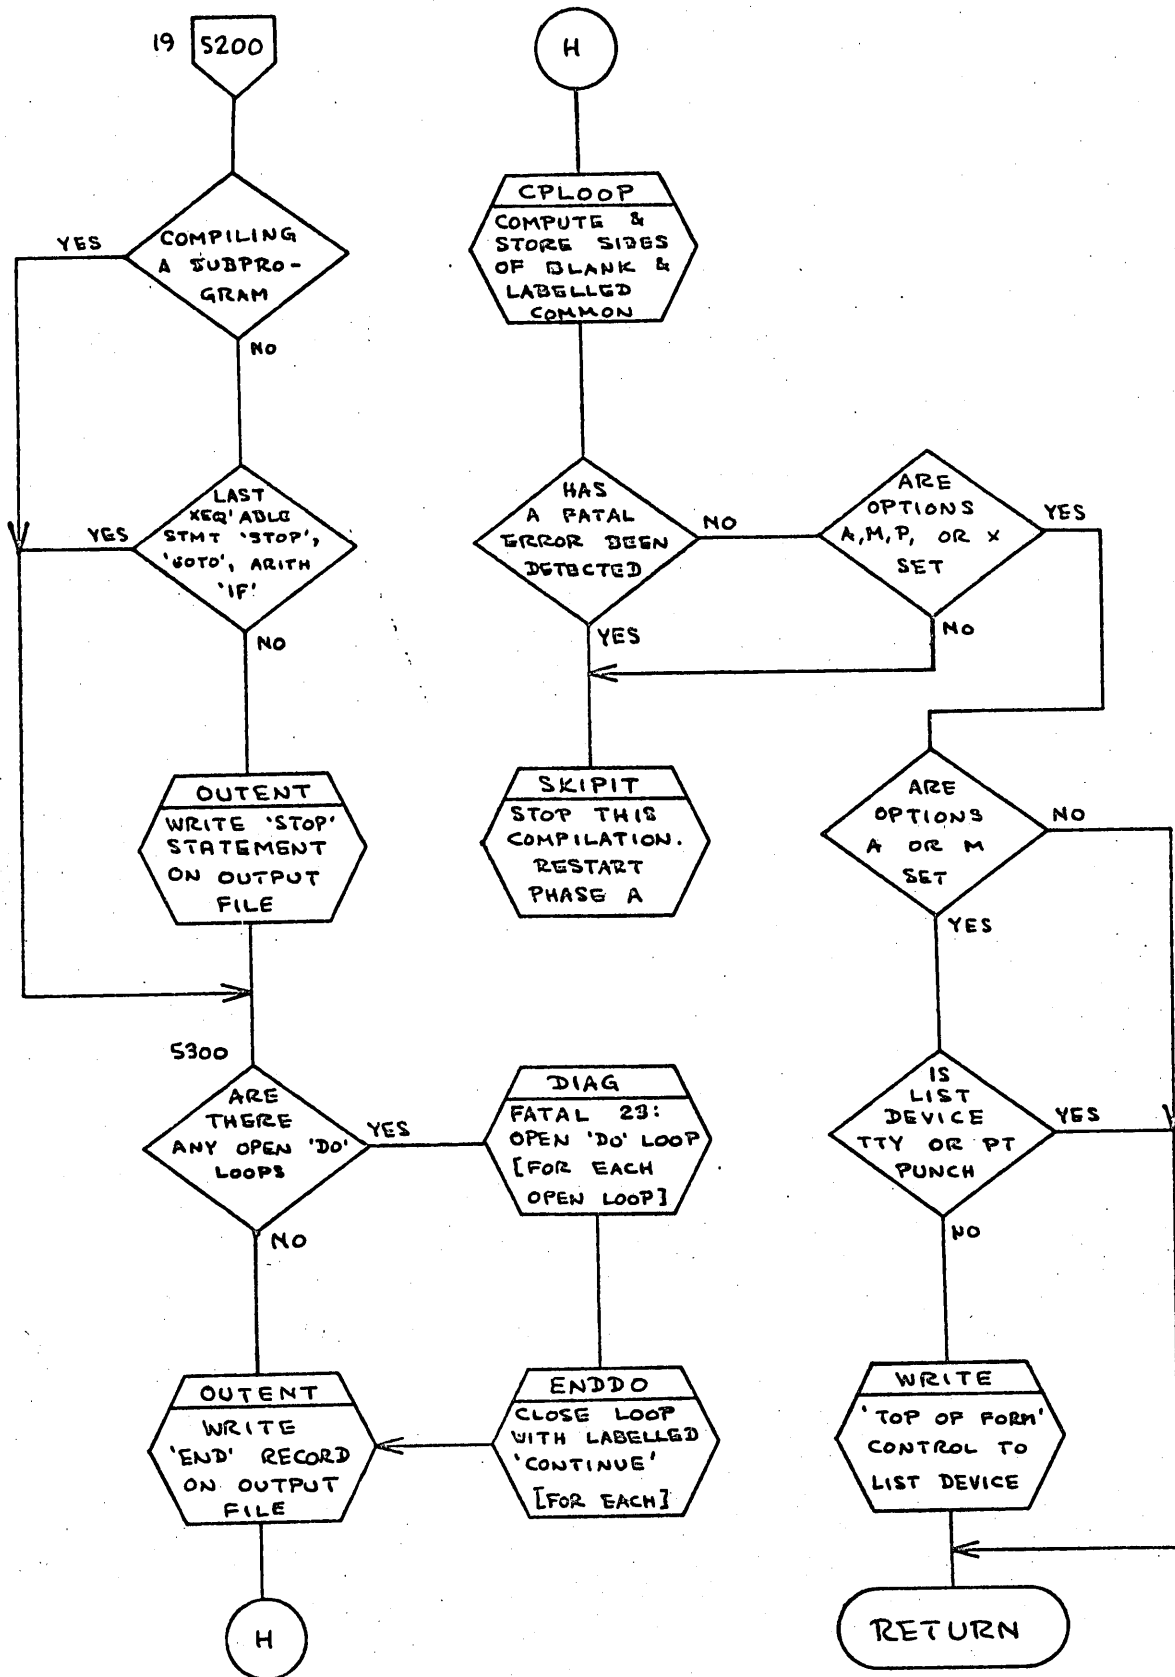 19 5200
COMPILING
A SUBPRO-
GRAM
YES
NO
LAST
XEQ'ABLE
STMT 'STOP',
'GOTO', ARITH
'IF'
YES
NO
OUTENT
WRITE 'STOP'
STATEMENT
ON OUTPUT
FILE
5300
ARE
THERE
ANY OPEN 'DO'
LOOPS
YES
NO
DIAG
FATAL 23:
OPEN 'DO' LOOP
[FOR EACH
OPEN LOOP]
ENDDO
CLOSE LOOP
WITH LABELLED
'CONTINUE'
[FOR EACH]
OUTENT
WRITE
'END' RECORD
ON OUTPUT
FILE
H
H
CPLOOP
COMPUTE &
STORE SIDES
OF BLANK &
LABELLED
COMMON
HAS
A FATAL
ERROR BEEN
DETECTED
NO
YES
ARE
OPTIONS
A,M,P, OR X
SET
YES
NO
SKIPIT
STOP THIS
COMPILATION.
RESTART
PHASE A
ARE
OPTIONS
A OR M
SET
NO
YES
IS
LIST
DEVICE
TTY OR PT
PUNCH
YES
NO
WRITE
'TOP OF FORM'
CONTROL TO
LIST DEVICE
RETURN